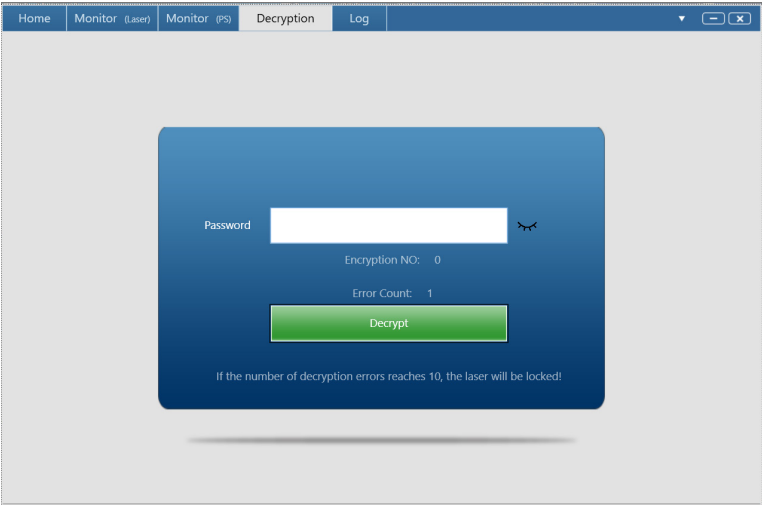 Home Monitor (Laser) Monitor (PS) Decryption Log
Password
Encryption NO: 0
Error Count: 1
Decrypt
If the number of decryption errors reaches 10, the laser will be locked!